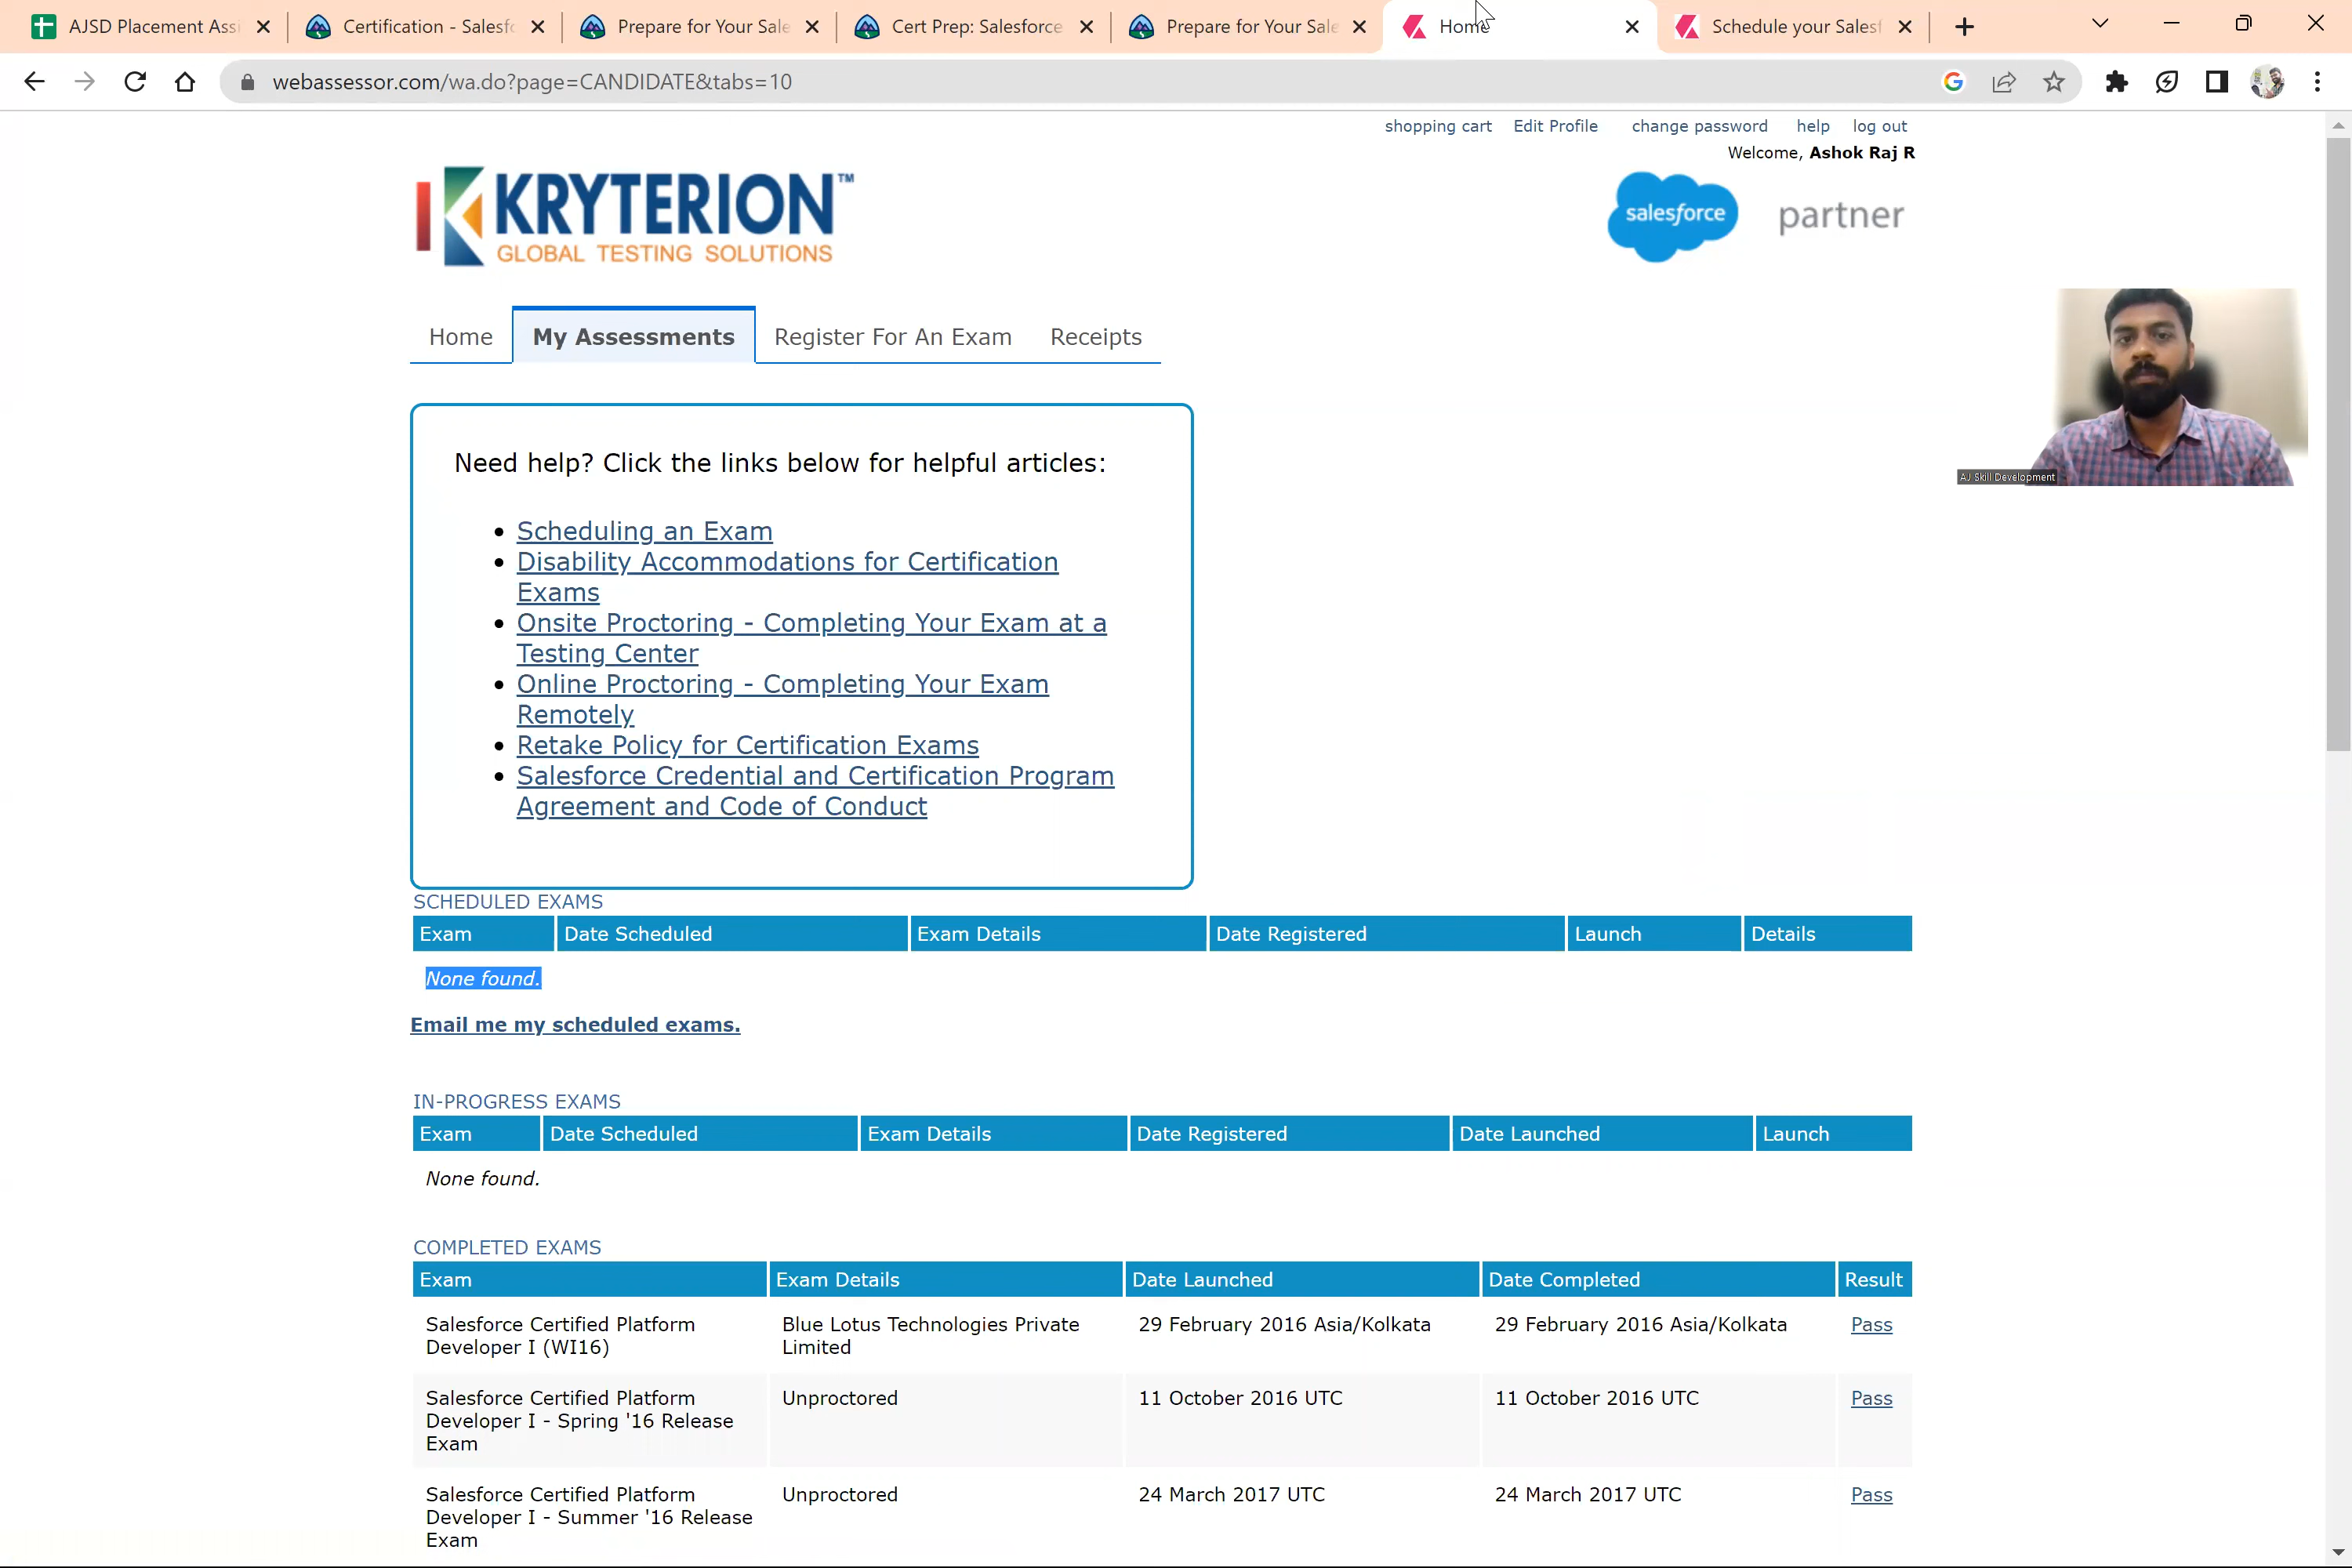 AJSD Placement Assi
Certification - Salesfo
Prepare for Your Sale
Cert Prep: Salesforce
Prepare for Your Sale
Home
Schedule your Salesf
webassessor.com/wa.do?page=CANDIDATE&tabs=10
shopping cart Edit Profile change password help log out
Welcome, Ashok Raj R
KRYTERION™
GLOBAL TESTING SOLUTIONS
salesforce partner
Home My Assessments Register For An Exam Receipts
AJ Skill Development
Need help? Click the links below for helpful articles:
Scheduling an Exam
Disability Accommodations for Certification
Exams
Onsite Proctoring - Completing Your Exam at a
Testing Center
Online Proctoring - Completing Your Exam
Remotely
Retake Policy for Certification Exams
Salesforce Credential and Certification Program
Agreement and Code of Conduct
SCHEDULED EXAMS
Exam Date Scheduled Exam Details Date Registered Launch Details
None found.
Email me my scheduled exams.
IN-PROGRESS EXAMS
Exam Date Scheduled Exam Details Date Registered Date Launched Launch
None found.
COMPLETED EXAMS
Exam Exam Details Date Launched Date Completed Result
Salesforce Certified Platform Blue Lotus Technologies Private 29 February 2016 Asia/Kolkata 29 February 2016 Asia/Kolkata Pass
Developer I (WI16) Limited
Salesforce Certified Platform Unproctored 11 October 2016 UTC 11 October 2016 UTC Pass
Developer I - Spring '16 Release
Exam
Salesforce Certified Platform Unproctored 24 March 2017 UTC 24 March 2017 UTC Pass
Developer I - Summer '16 Release
Exam